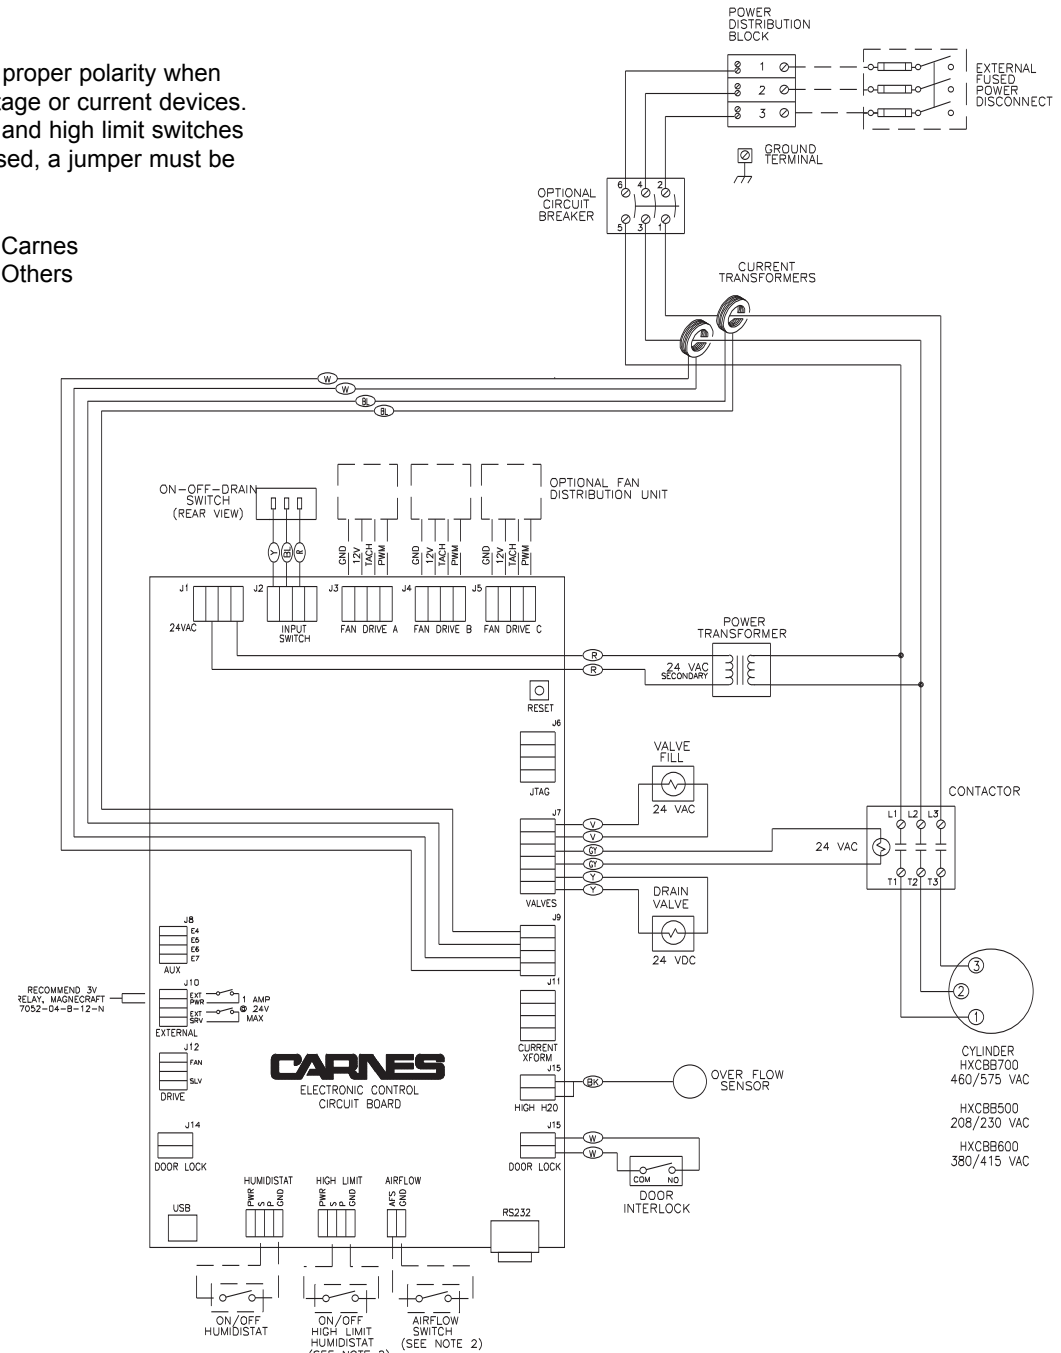 proper polarity when
tage or current devices.
and high limit switches
sed, a jumper must be
Carnes
Others
POWER
DISTRIBUTION
BLOCK
1
2
3
EXTERNAL
FUSED
POWER
DISCONNECT
GROUND
TERMINAL
OPTIONAL
CIRCUIT
BREAKER
6 4 2
5 3 1
CURRENT
TRANSFORMERS
W
W
BL
BL
ON-OFF-DRAIN
SWITCH
(REAR VIEW)
OPTIONAL FAN
DISTRIBUTION UNIT
Y BL R
GND 12V TACH PWM
GND 12V TACH PWM
GND 12V TACH PWM
J1 J2 J3 J4 J5
24VAC
INPUT
SWITCH
FAN DRIVE A
FAN DRIVE B
FAN DRIVE C
POWER
TRANSFORMER
R
R
24 VAC
SECONDARY
RESET
J6
JTAG
VALVE
FILL
24 VAC
CONTACTOR
J7
V
V
GY
GY
Y
Y
VALVES
L1 L2 L3
24 VAC
T1 T2 T3
DRAIN
VALVE
24 VDC
J9
J8
E4
E5
E6
E7
AUX
3
2
1
RECOMMEND 3V
RELAY, MAGNECRAFT
7052-04-B-12-N
J10
EXT
PWR
EXT
SRV
1 AMP
@ 24V
MAX
EXTERNAL
J11
CURRENT
XFORM
J12
FAN
SLV
DRIVE
CARNES
ELECTRONIC CONTROL
CIRCUIT BOARD
J15
BK
HIGH H20
OVER FLOW
SENSOR
CYLINDER
HXCBB700
460/575 VAC
HXCBB500
208/230 VAC
HXCBB600
380/415 VAC
J14
DOOR LOCK
J15
W
W
DOOR LOCK
COM NO
DOOR
INTERLOCK
HUMIDISTAT
PWR S P GND
HIGH LIMIT
PWR S P GND
AIRFLOW
AFS GND
USB
RS232
ON/OFF
HUMIDISTAT
ON/OFF
HIGH LIMIT
HUMIDISTAT
(SEE NOTE 2)
AIRFLOW
SWITCH
(SEE NOTE 2)